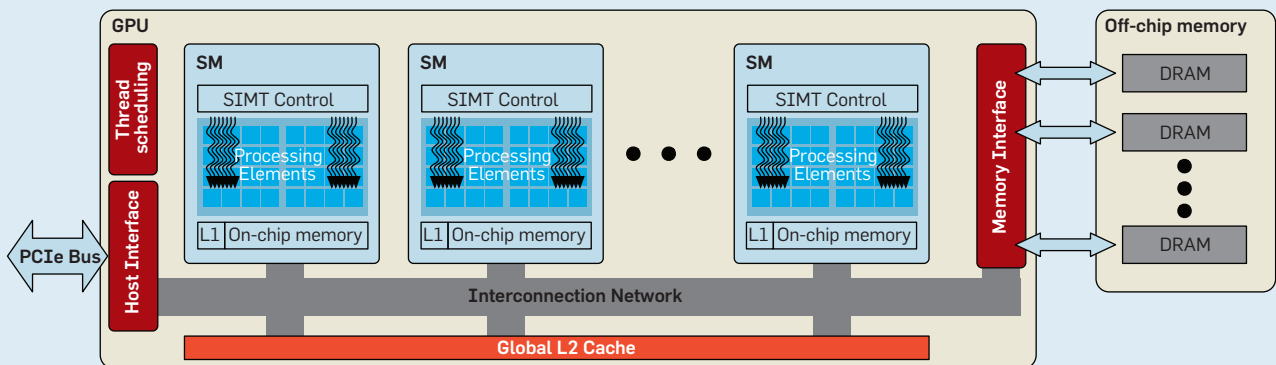 GPU
Thread
scheduling
Host Interface
PCIe Bus
SM
SIMT Control
Processing
Elements
L1
On-chip memory
SM
SIMT Control
Processing
Elements
L1
On-chip memory
SM
SIMT Control
Processing
Elements
L1
On-chip memory
Interconnection Network
Global L2 Cache
Memory Interface
Off-chip memory
DRAM
DRAM
DRAM